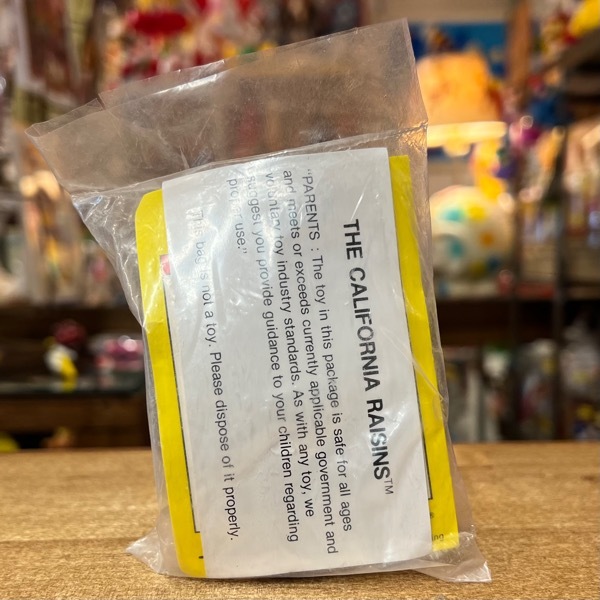 THE CALIFORNIA RAISINS™
"PARENTS : The toy in this package is safe for all ages
and meets or exceeds currently applicable government and
voluntary toy industry standards. As with any toy, we
suggest you provide guidance to your children regarding
proper use."
This bag is not a toy. Please dispose of it properly.